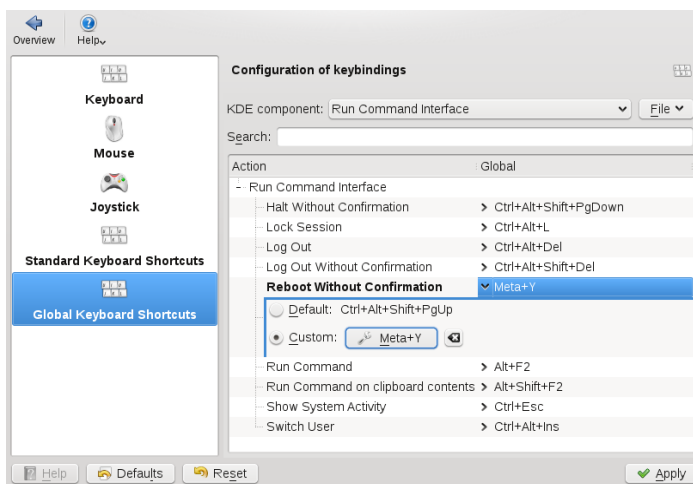 Overview Help
Configuration of keybindings
Keyboard
KDE component: Run Command Interface File
Search:
Mouse
Action Global
- Run Command Interface
Joystick
Halt Without Confirmation Ctrl+Alt+Shift+PgDown
Lock Session Ctrl+Alt+L
Log Out Ctrl+Alt+Del
Standard Keyboard Shortcuts
Log Out Without Confirmation Ctrl+Alt+Shift+Del
Reboot Without Confirmation Meta+Y
Global Keyboard Shortcuts
Default: Ctrl+Alt+Shift+PgUp
Custom: Meta+Y
Run Command Alt+F2
Run Command on clipboard contents Alt+Shift+F2
Show System Activity Ctrl+Esc
Switch User Ctrl+Alt+Ins
Help Defaults Reset Apply